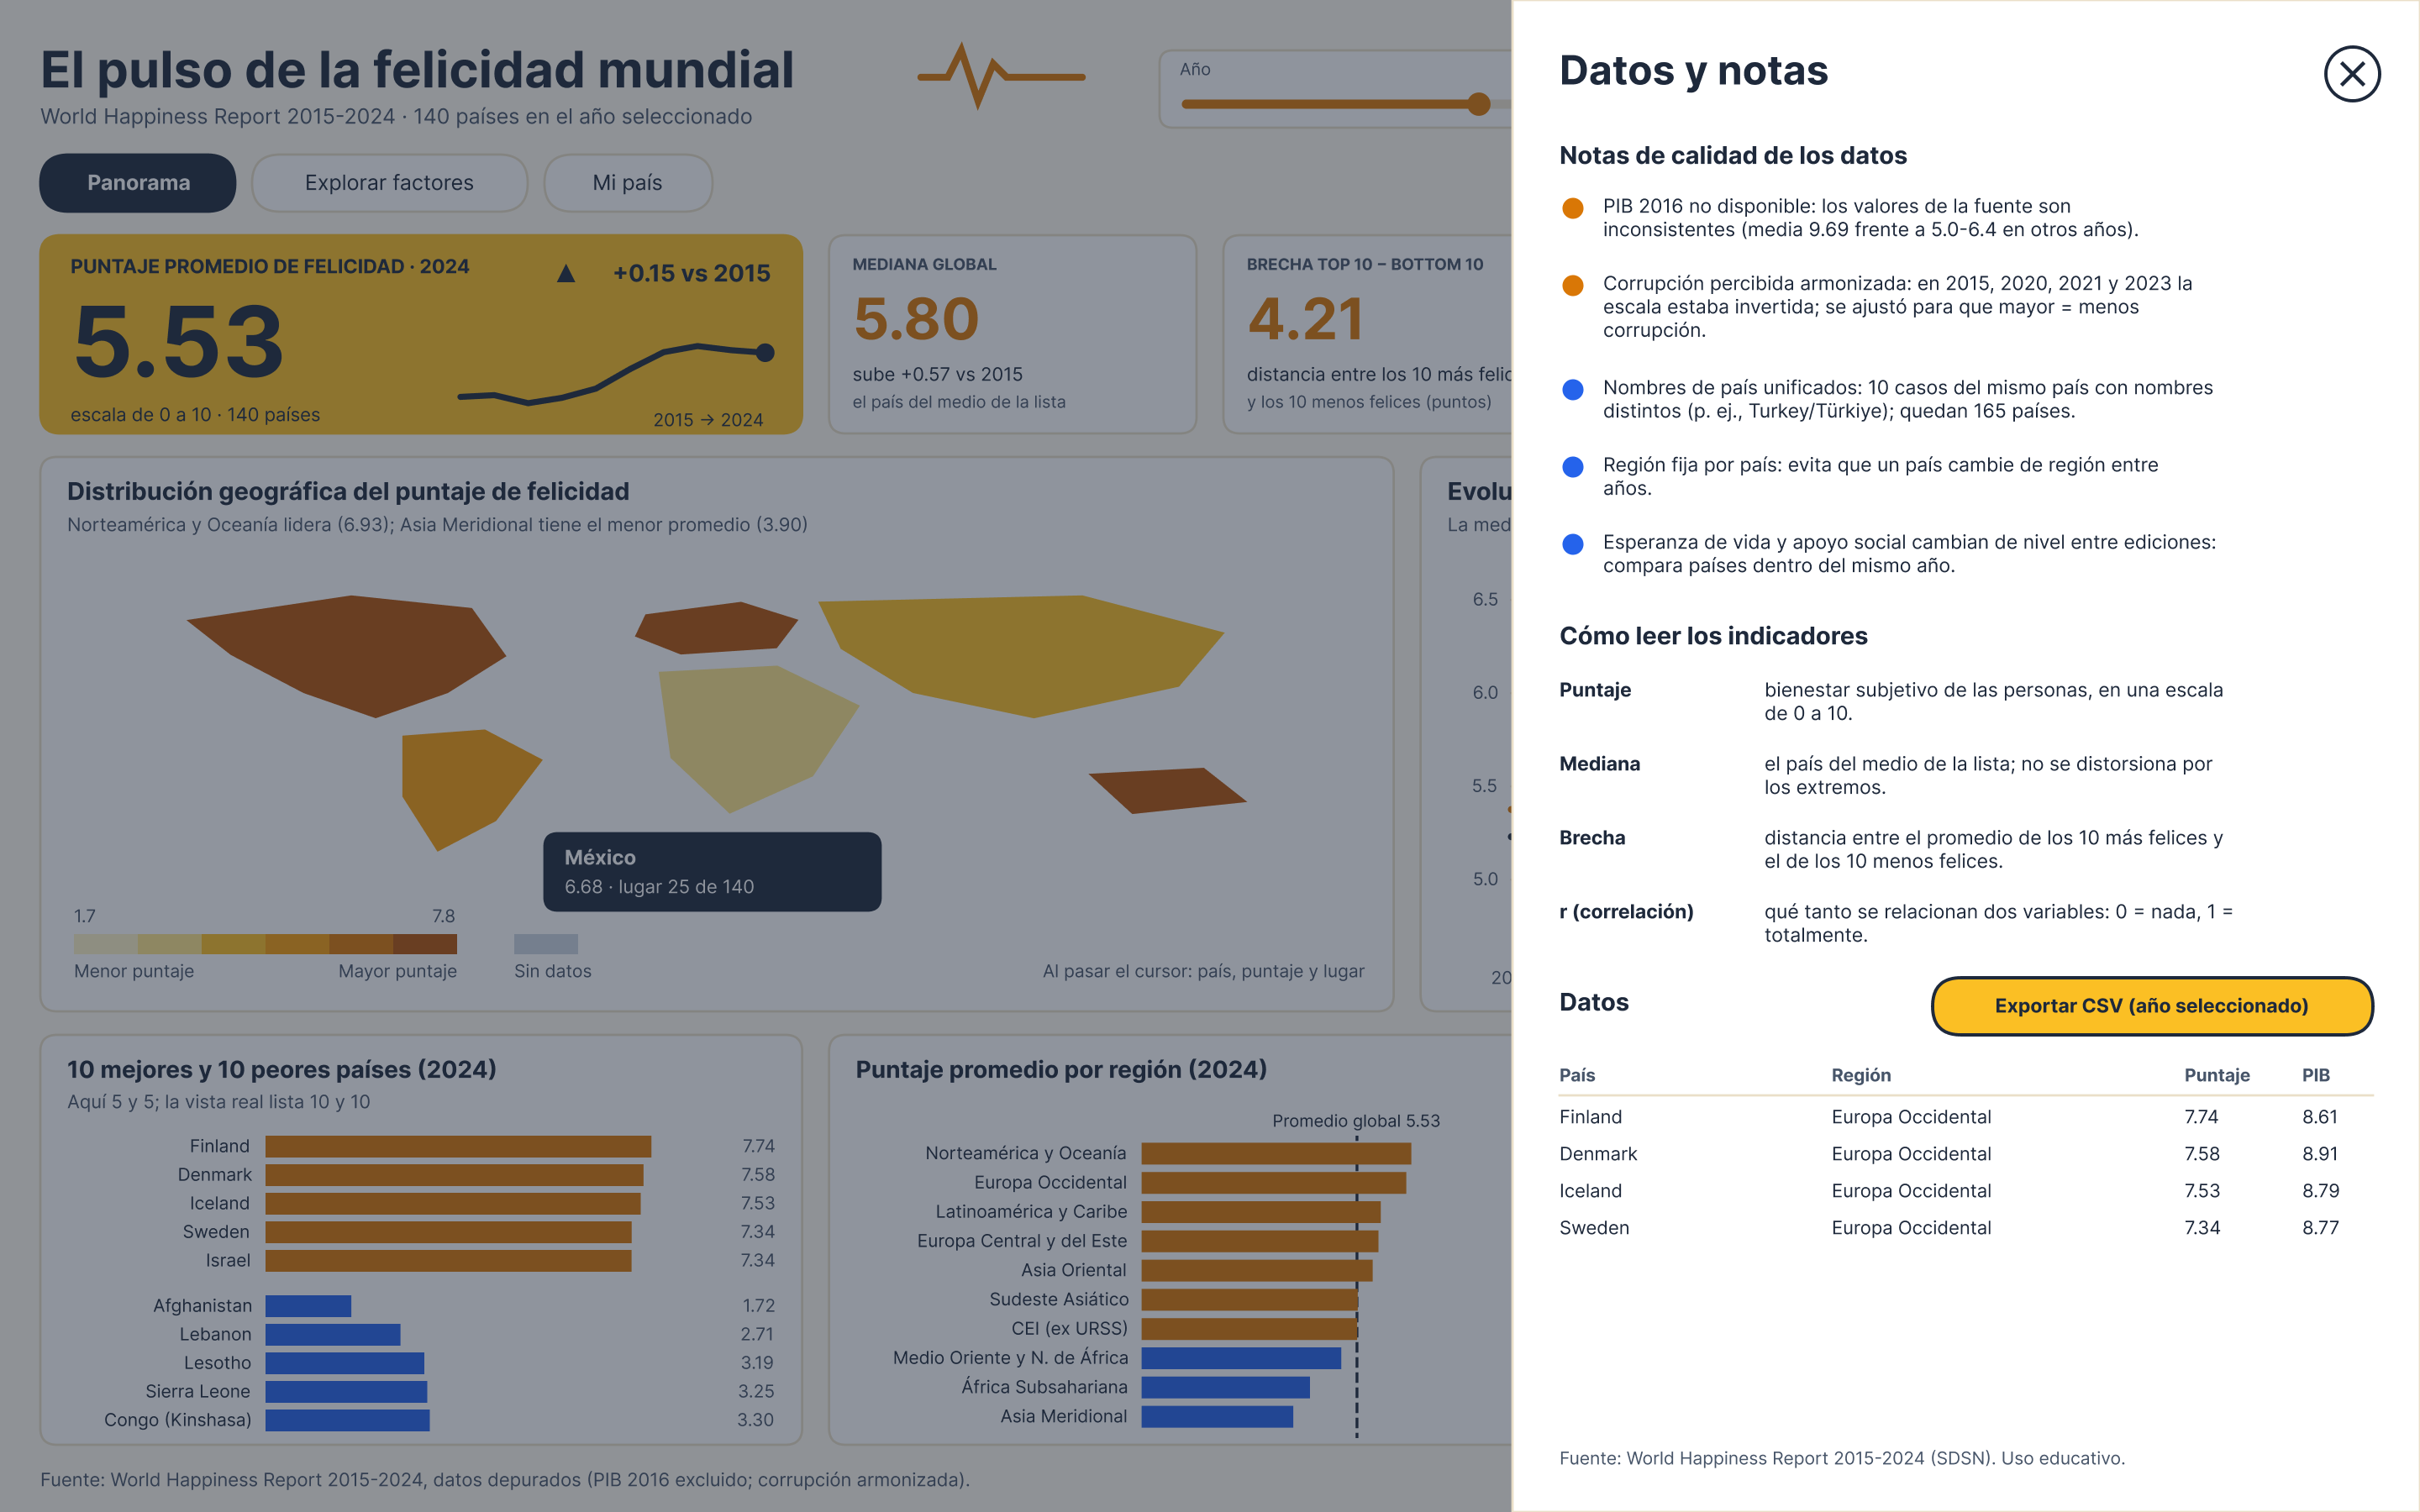 El pulso de la felicidad mundial
World Happiness Report 2015-2024 · 140 países en el año seleccionado
Año
Panorama
Explorar factores
Mi país
PUNTAJE PROMEDIO DE FELICIDAD · 2024
▲ +0.15 vs 2015
5.53
escala de 0 a 10 · 140 países
2015 → 2024
MEDIANA GLOBAL
5.80
sube +0.57 vs 2015
el país del medio de la lista
BRECHA TOP 10 – BOTTOM 10
4.21
distancia entre los 10 más felic
y los 10 menos felices (puntos)
Distribución geográfica del puntaje de felicidad
Norteamérica y Oceanía lidera (6.93); Asia Meridional tiene el menor promedio (3.90)
México
6.68 · lugar 25 de 140
1.7
7.8
Menor puntaje
Mayor puntaje
Sin datos
Al pasar el cursor: país, puntaje y lugar
Evolu
La med
6.5
6.0
5.5
5.0
20
10 mejores y 10 peores países (2024)
Aquí 5 y 5; la vista real lista 10 y 10
Finland 7.74
Denmark 7.58
Iceland 7.53
Sweden 7.34
Israel 7.34
Afghanistan 1.72
Lebanon 2.71
Lesotho 3.19
Sierra Leone 3.25
Congo (Kinshasa) 3.30
Puntaje promedio por región (2024)
Promedio global 5.53
Norteamérica y Oceanía
Europa Occidental
Latinoamérica y Caribe
Europa Central y del Este
Asia Oriental
Sudeste Asiático
CEI (ex URSS)
Medio Oriente y N. de África
África Subsahariana
Asia Meridional
Fuente: World Happiness Report 2015-2024, datos depurados (PIB 2016 excluido; corrupción armonizada).
Datos y notas
Notas de calidad de los datos
PIB 2016 no disponible: los valores de la fuente son
inconsistentes (media 9.69 frente a 5.0-6.4 en otros años).
Corrupción percibida armonizada: en 2015, 2020, 2021 y 2023 la
escala estaba invertida; se ajustó para que mayor = menos
corrupción.
Nombres de país unificados: 10 casos del mismo país con nombres
distintos (p. ej., Turkey/Türkiye); quedan 165 países.
Región fija por país: evita que un país cambie de región entre
años.
Esperanza de vida y apoyo social cambian de nivel entre ediciones:
compara países dentro del mismo año.
Cómo leer los indicadores
Puntaje
bienestar subjetivo de las personas, en una escala
de 0 a 10.
Mediana
el país del medio de la lista; no se distorsiona por
los extremos.
Brecha
distancia entre el promedio de los 10 más felices y
el de los 10 menos felices.
r (correlación)
qué tanto se relacionan dos variables: 0 = nada, 1 =
totalmente.
Datos
Exportar CSV (año seleccionado)
País Región Puntaje PIB
Finland Europa Occidental 7.74 8.61
Denmark Europa Occidental 7.58 8.91
Iceland Europa Occidental 7.53 8.79
Sweden Europa Occidental 7.34 8.77
Fuente: World Happiness Report 2015-2024 (SDSN). Uso educativo.